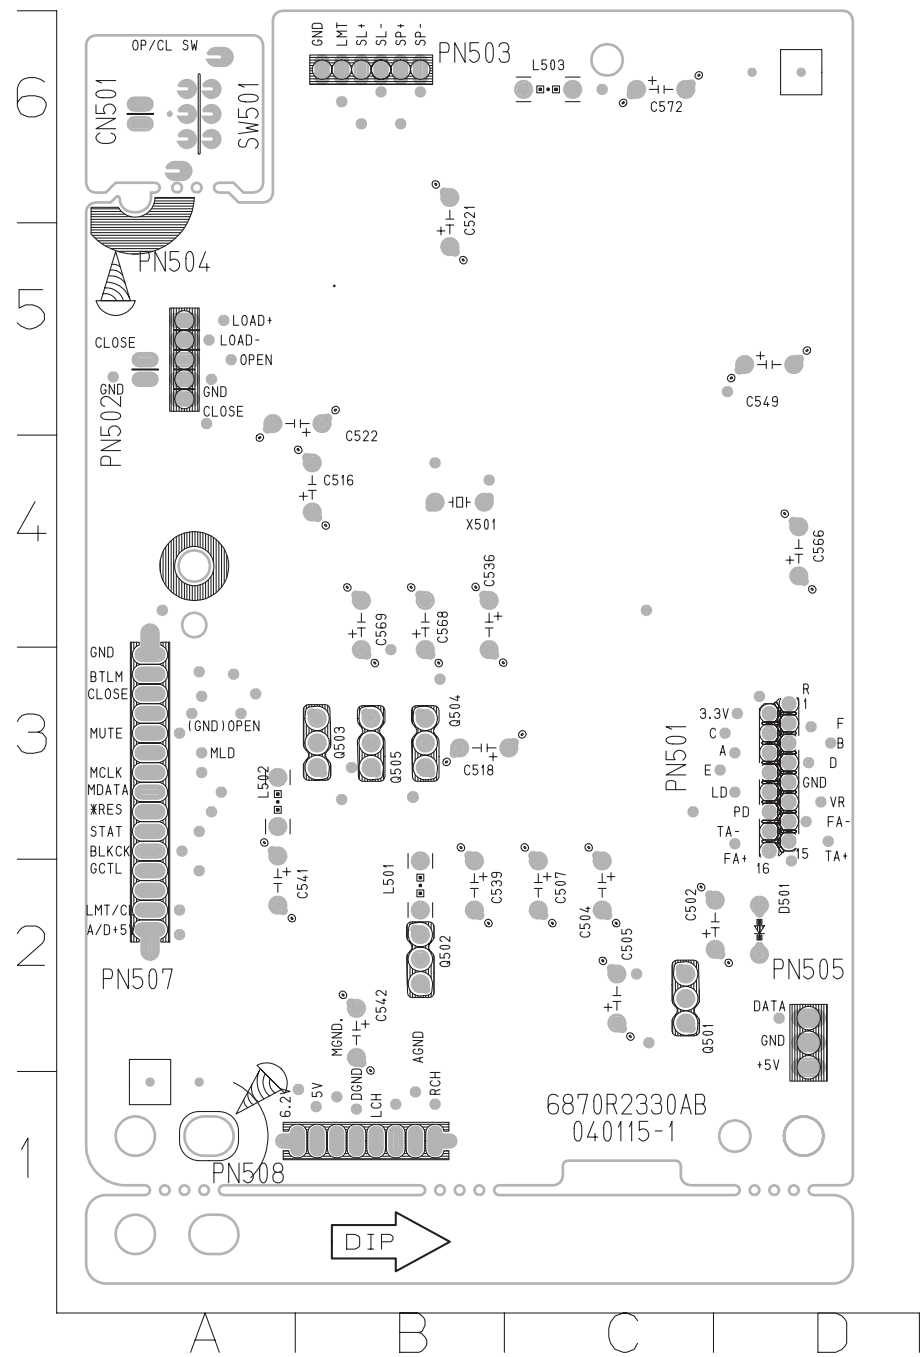 OP/CL SW
GND
LMT
SL+
SL-
SP+
SP-
PN503
L503
C572
6
CN501
SW501
C521
PN504
5
LOAD+
LOAD-
OPEN
CLOSE
GND
GND
CLOSE
PN502
C549
C522
C516
X501
4
C566
C536
C569
C568
GND
BTLM
CLOSE
(GND)OPEN
MUTE
MLD
MCLK
MDATA
*RES
STAT
BLKCK
GCTL
LMT/CL
A/D+5V
PN507
3
Q503
Q505
Q504
C518
L502
PN501
R
1
3.3V
F
C
B
A
D
E
GND
LD
VR
PD
FA-
TA-
15
TA+
FA+
16
C541
L501
C539
C507
C504
C505
C502
D501
2
Q502
PN505
DATA
GND
+5V
Q501
C542
MGND.
AGND
5V
DGND
LCH
RCH
6870R2330AB
040115-1
1
PN508
DIP
A
B
C
D